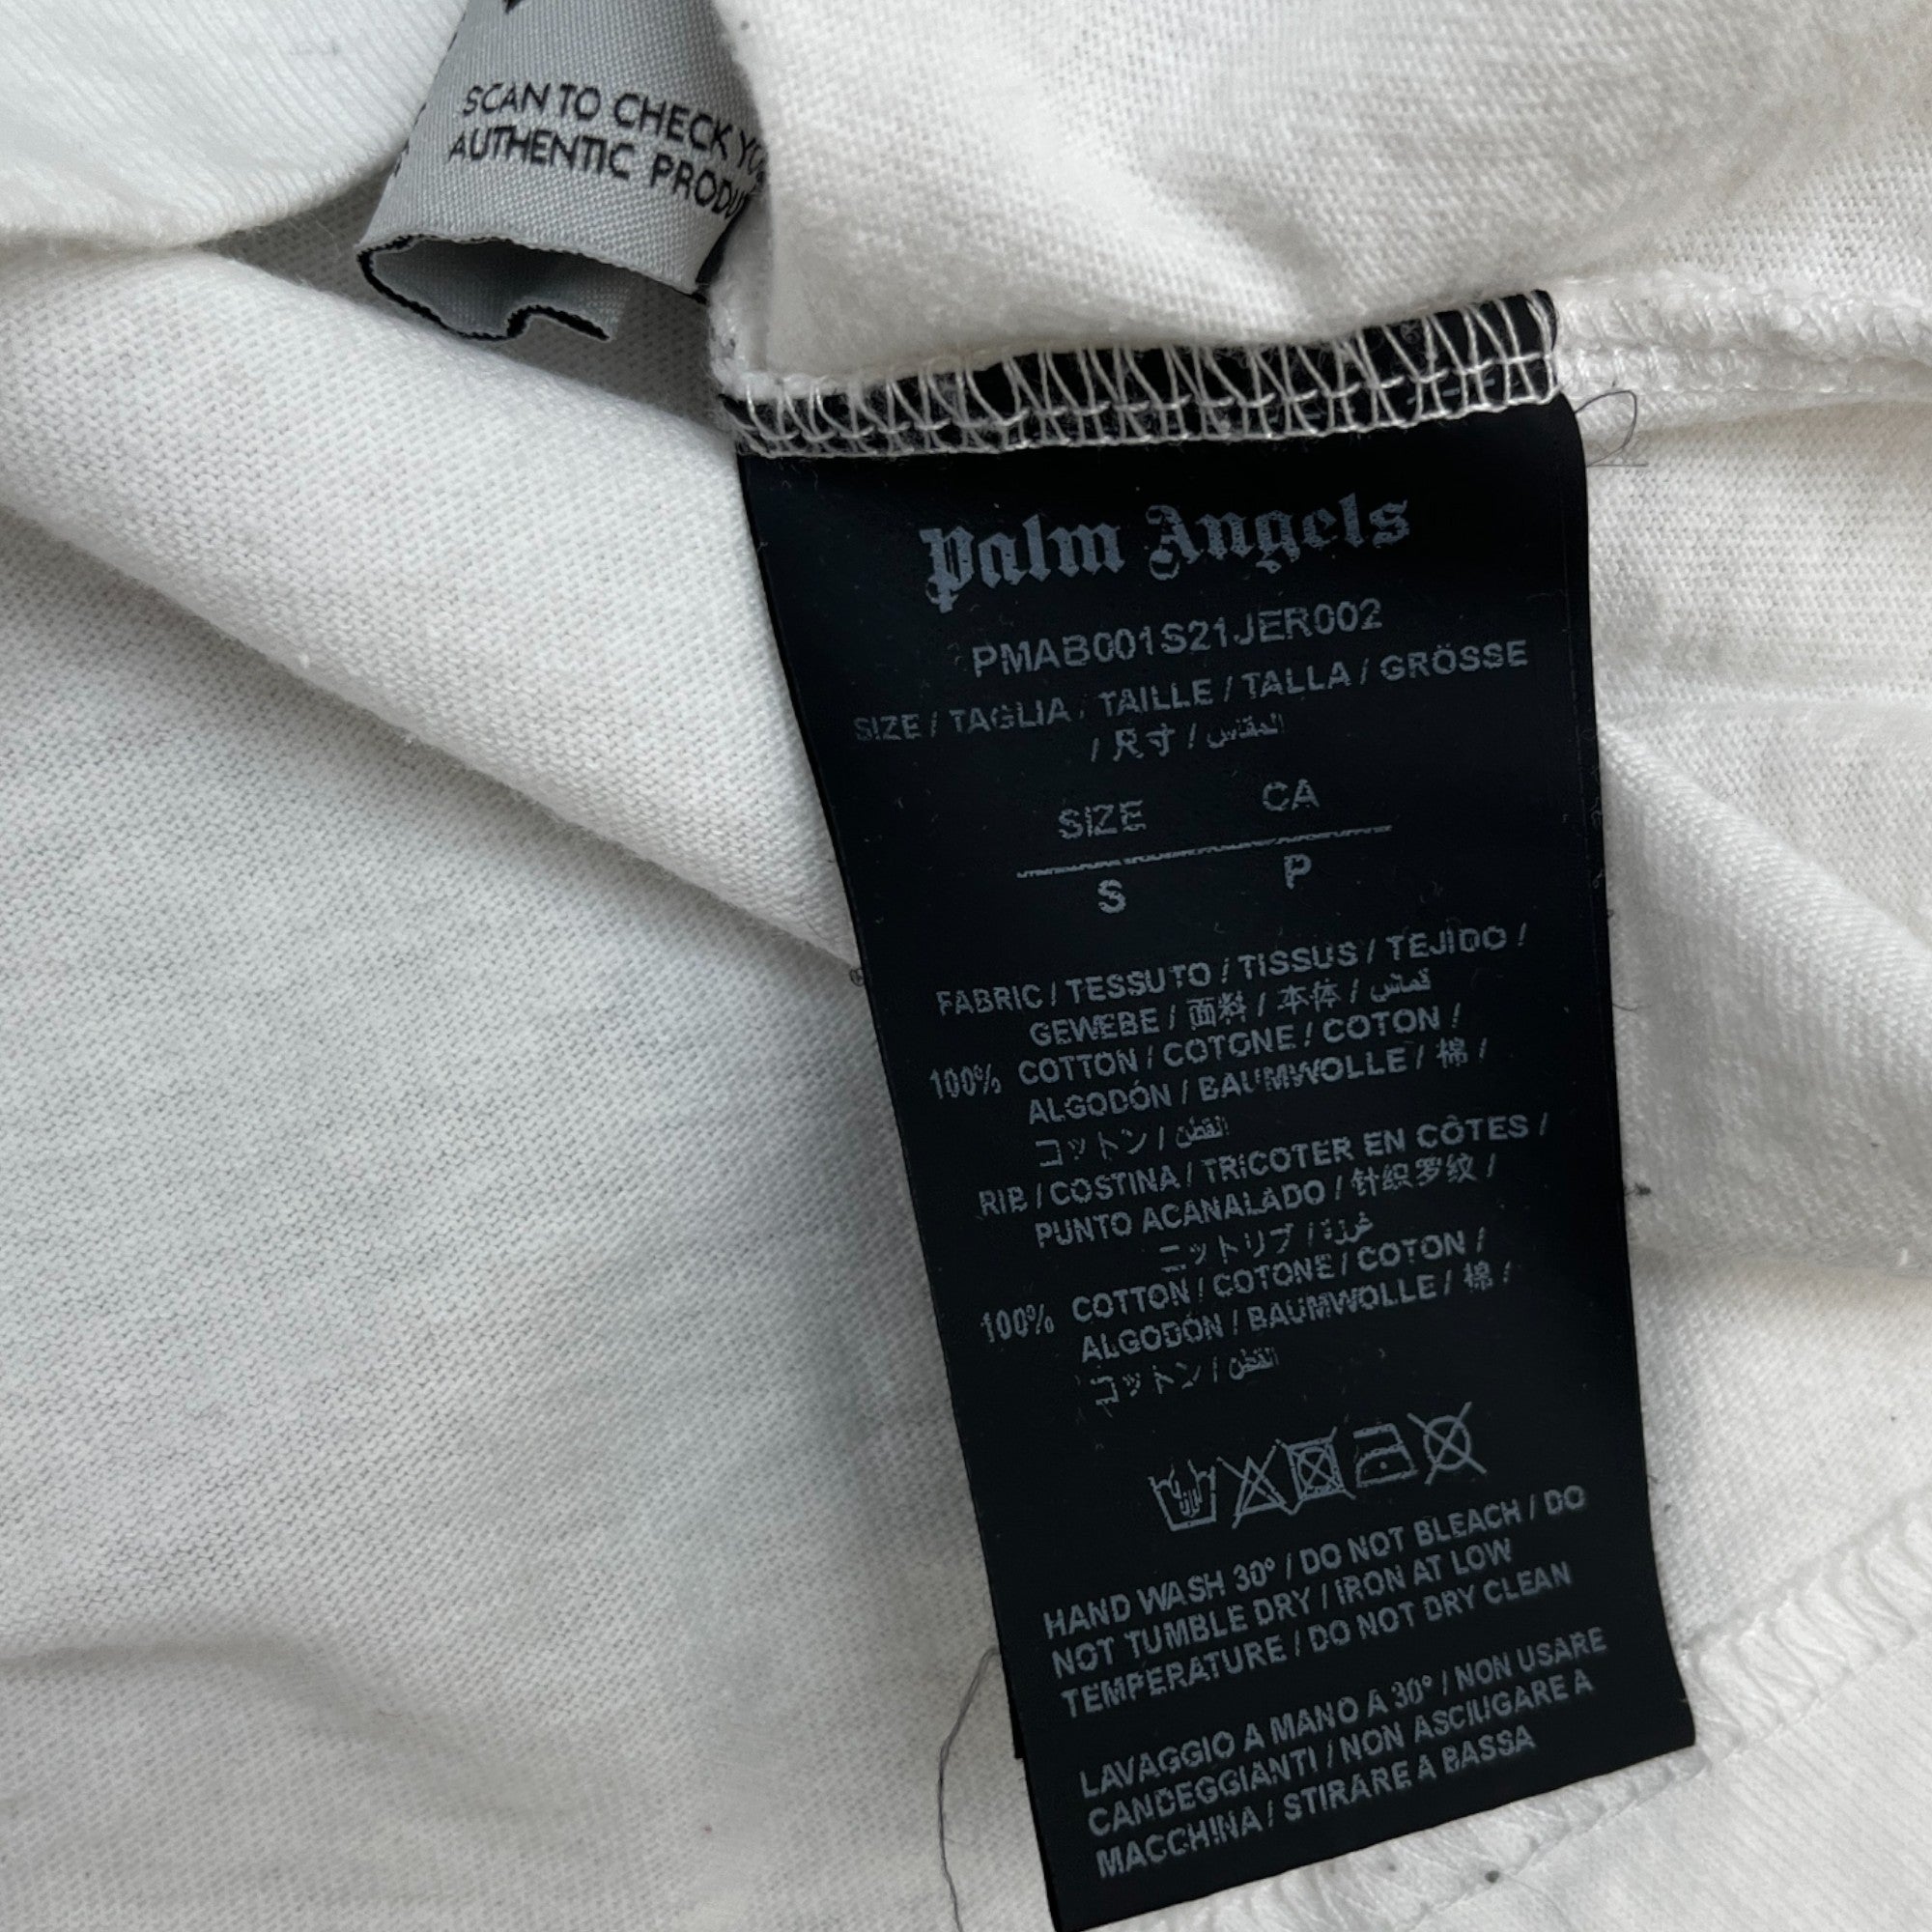 SCAN TO CHECK
AUTHENTIC
Palm Angels
PMAB001S21JER002
SIZE / TAGLIA / TAILLE / TALLA / GRÖSSE
/ 尺寸 / المقاس
SIZE CA
S P
FABRIC / TESSUTO / TISSUS / TEJIDO /
GEWEBE / 面料 / 本体 / قماش
100% COTTON / COTONE / COTON /
ALGODÓN / BAUMWOLLE / 棉 /
コットン / القطن
RIB / COSTINA / TRICOTER EN CÔTES /
PUNTO ACANALADO / 针织罗纹 /
ニットリブ /
100% COTTON / COTONE / COTON /
ALGODÓN / BAUMWOLLE / 棉 /
コットン / القطن
HAND WASH 30° / DO NOT BLEACH / DO
NOT TUMBLE DRY / IRON AT LOW
TEMPERATURE / DO NOT DRY CLEAN
LAVAGGIO A MANO A 30° / NON USARE
CANDEGGIANTI / NON ASCIUGARE A
MACCHINA / STIRARE A BASSA